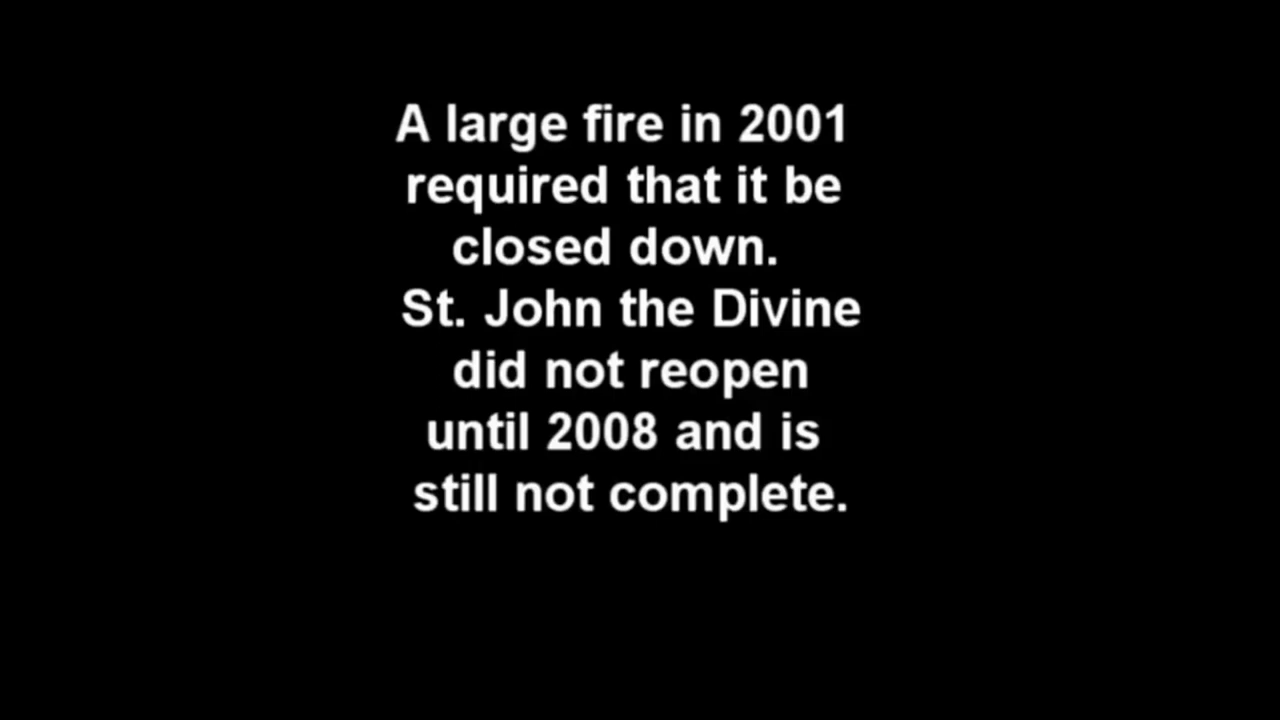 A large fire in 2001
required that it be
closed down.
St. John the Divine
did not reopen
until 2008 and is
still not complete.